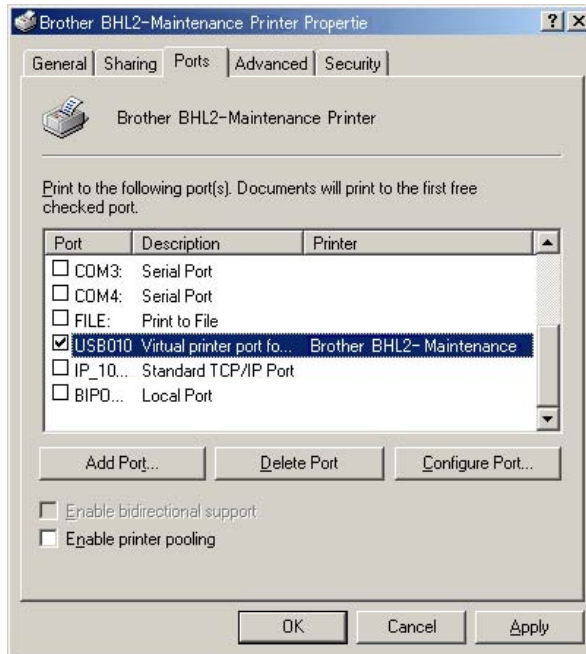 Brother BHL2-Maintenance Printer Propertie
General Sharing Ports Advanced Security
Brother BHL2-Maintenance Printer
Print to the following port(s). Documents will print to the first free
checked port.
Port Description Printer
COM3: Serial Port
COM4: Serial Port
FILE: Print to File
USB010 Virtual printer port fo... Brother BHL2- Maintenance
IP_10... Standard TCP/IP Port
BIPO... Local Port
Add Port... Delete Port Configure Port...
Enable bidirectional support
Enable printer pooling
OK Cancel Apply